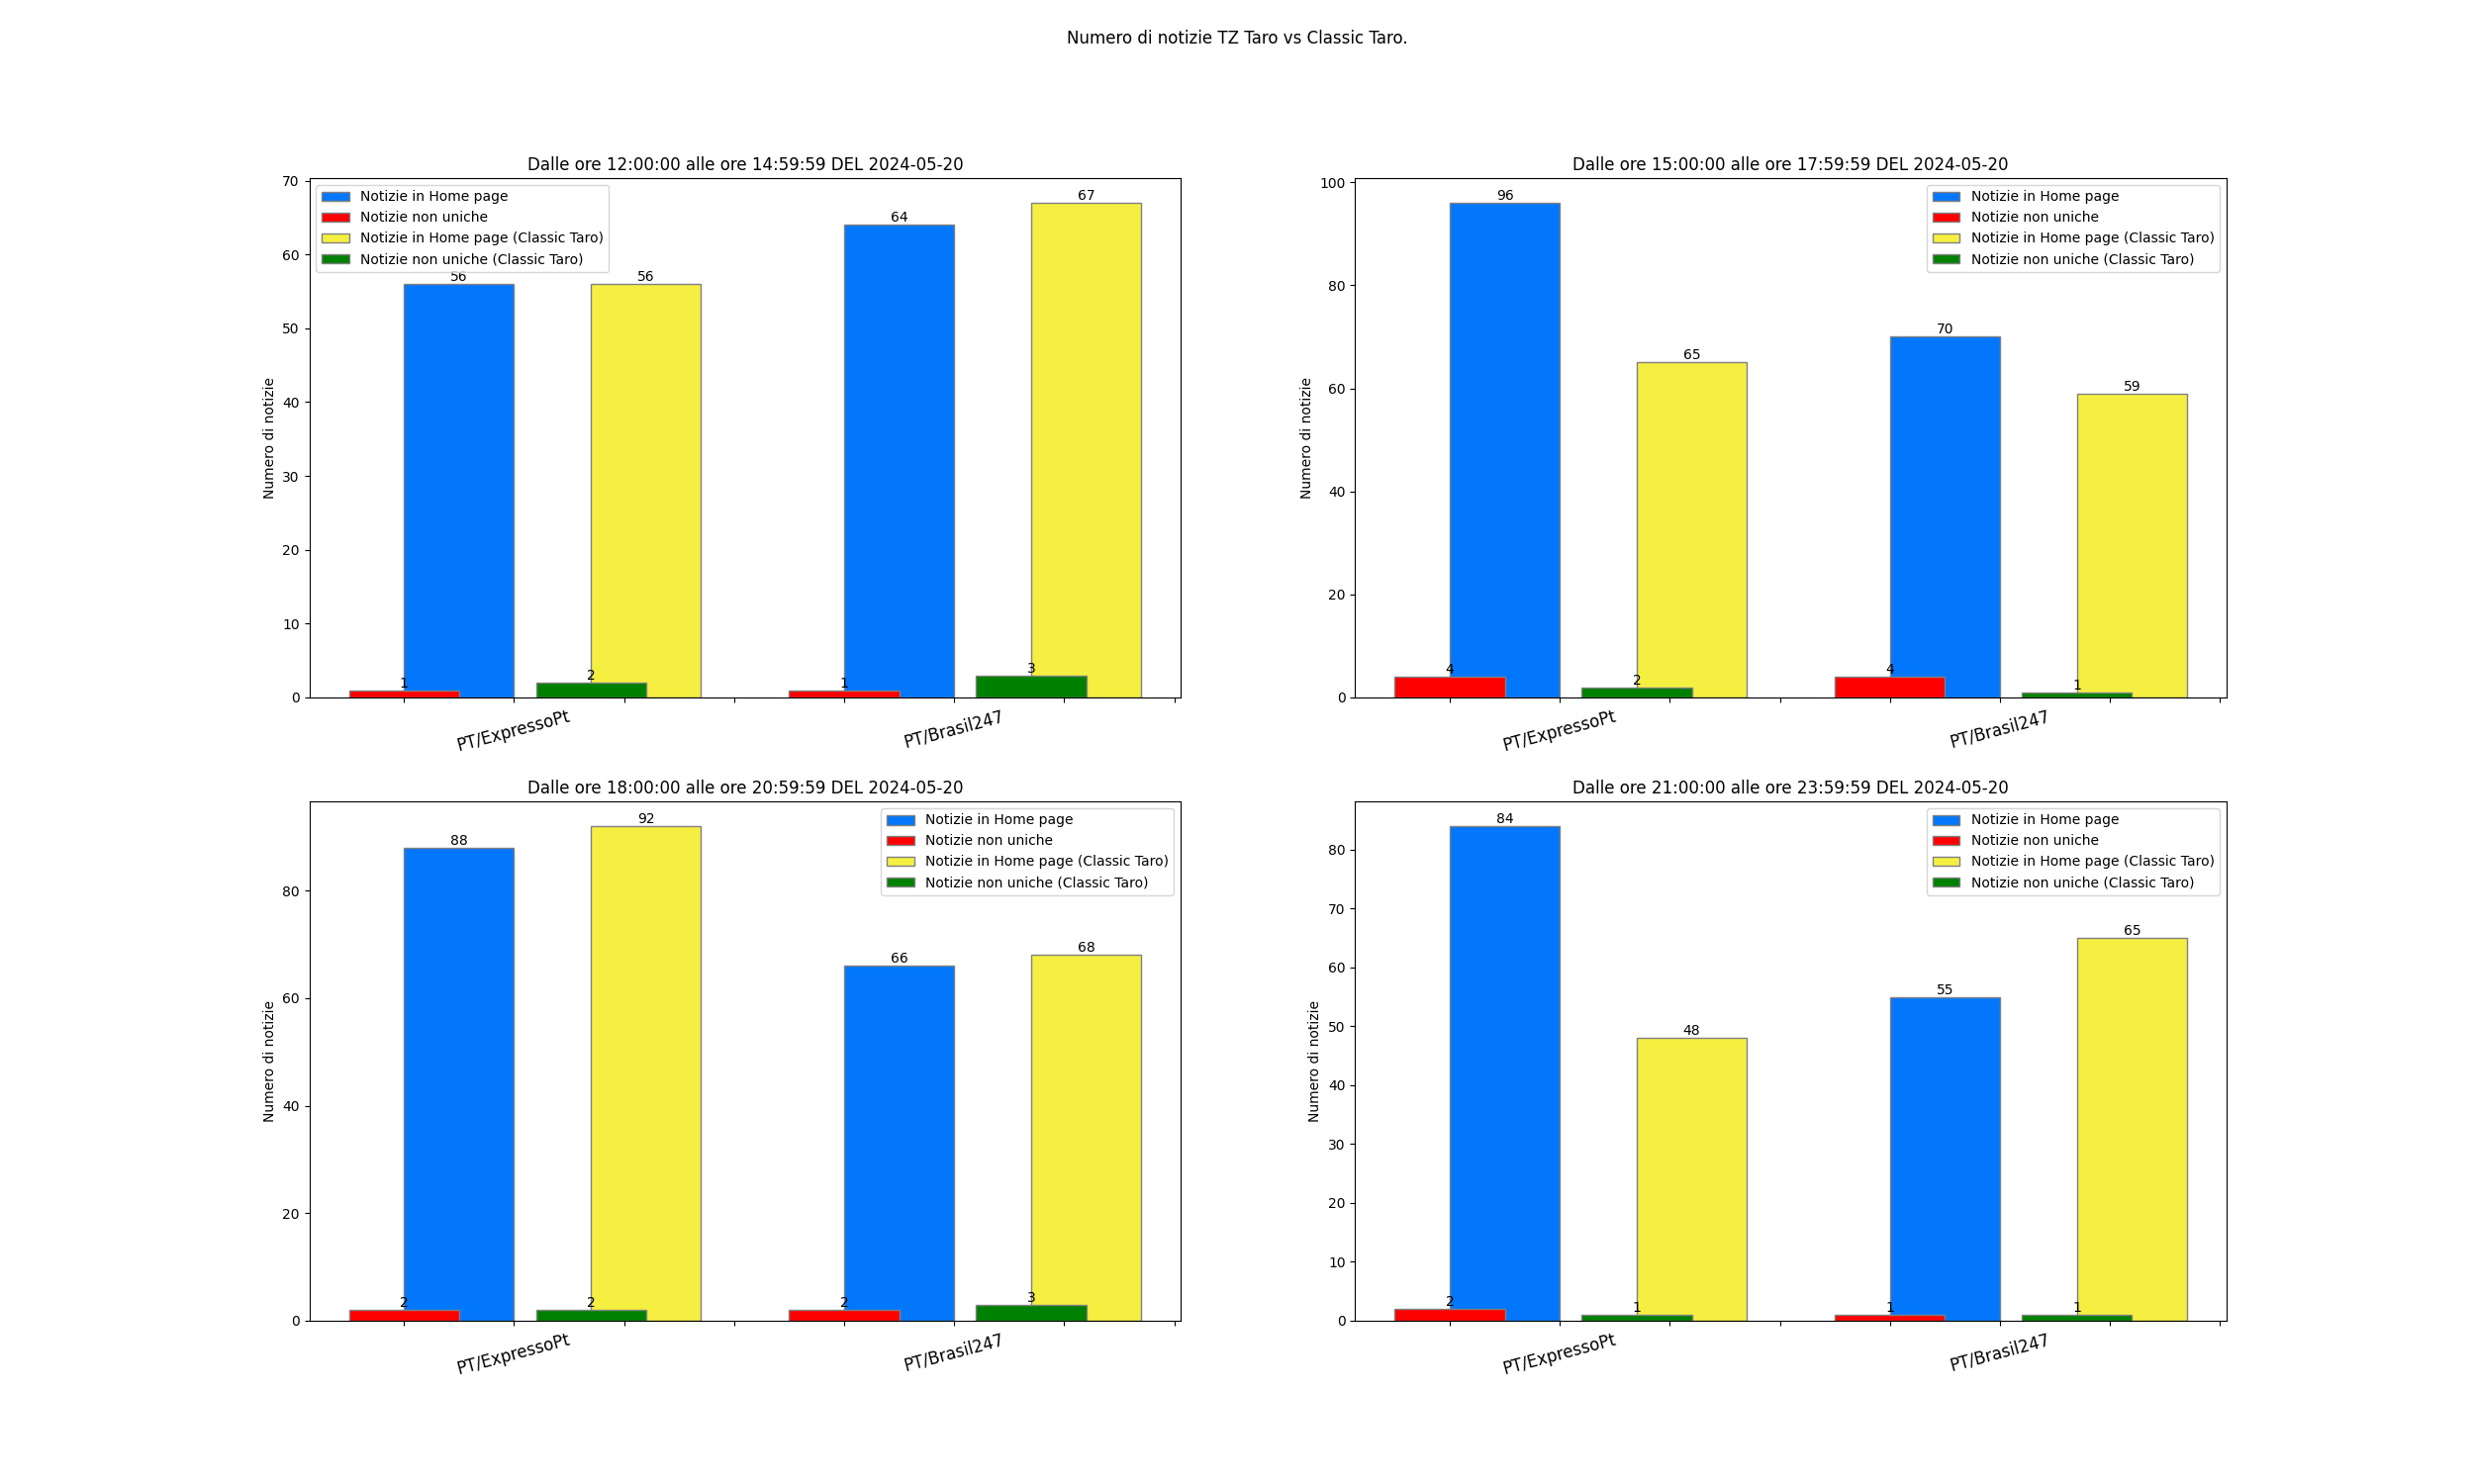 Numero di notizie TZ Taro vs Classic Taro.
Dalle ore 12:00:00 alle ore 14:59:59 DEL 2024-05-20
Notizie in Home page
Notizie non uniche
Notizie in Home page (Classic Taro)
Notizie non uniche (Classic Taro)
Numero di notizie
70
60
50
40
30
20
10
0
56
56
64
67
1
2
1
3
PT/ExpressoPt
PT/Brasil247
Dalle ore 15:00:00 alle ore 17:59:59 DEL 2024-05-20
Notizie in Home page
Notizie non uniche
Notizie in Home page (Classic Taro)
Notizie non uniche (Classic Taro)
Numero di notizie
100
80
60
40
20
0
96
65
70
59
4
2
4
1
PT/ExpressoPt
PT/Brasil247
Dalle ore 18:00:00 alle ore 20:59:59 DEL 2024-05-20
Notizie in Home page
Notizie non uniche
Notizie in Home page (Classic Taro)
Notizie non uniche (Classic Taro)
Numero di notizie
80
60
40
20
0
88
92
66
68
2
2
2
3
PT/ExpressoPt
PT/Brasil247
Dalle ore 21:00:00 alle ore 23:59:59 DEL 2024-05-20
Notizie in Home page
Notizie non uniche
Notizie in Home page (Classic Taro)
Notizie non uniche (Classic Taro)
Numero di notizie
80
70
60
50
40
30
20
10
0
84
48
55
65
2
1
1
1
PT/ExpressoPt
PT/Brasil247